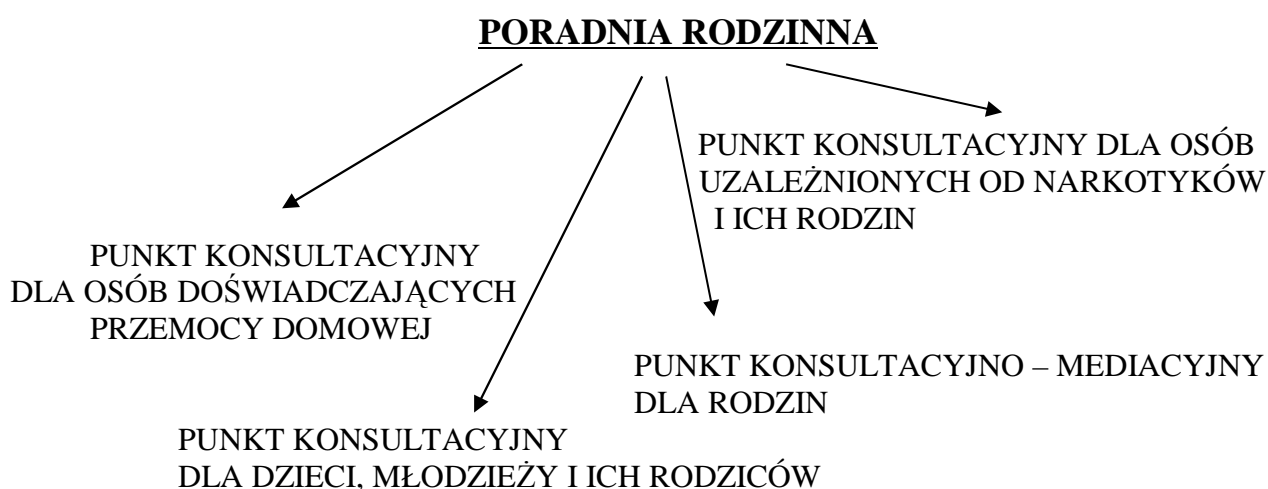 PORADNIA RODZINNA
PUNKT KONSULTACYJNY DLA OSÓB
UZALEŻNIONYCH OD NARKOTYKÓW
I ICH RODZIN
PUNKT KONSULTACYJNY
DLA OSÓB DOŚWIADCZAJĄCYCH
PRZEMOCY DOMOWEJ
PUNKT KONSULTACYJNO – MEDIACYJNY
DLA RODZIN
PUNKT KONSULTACYJNY
DLA DZIECI, MŁODZIEŻY I ICH RODZICÓW